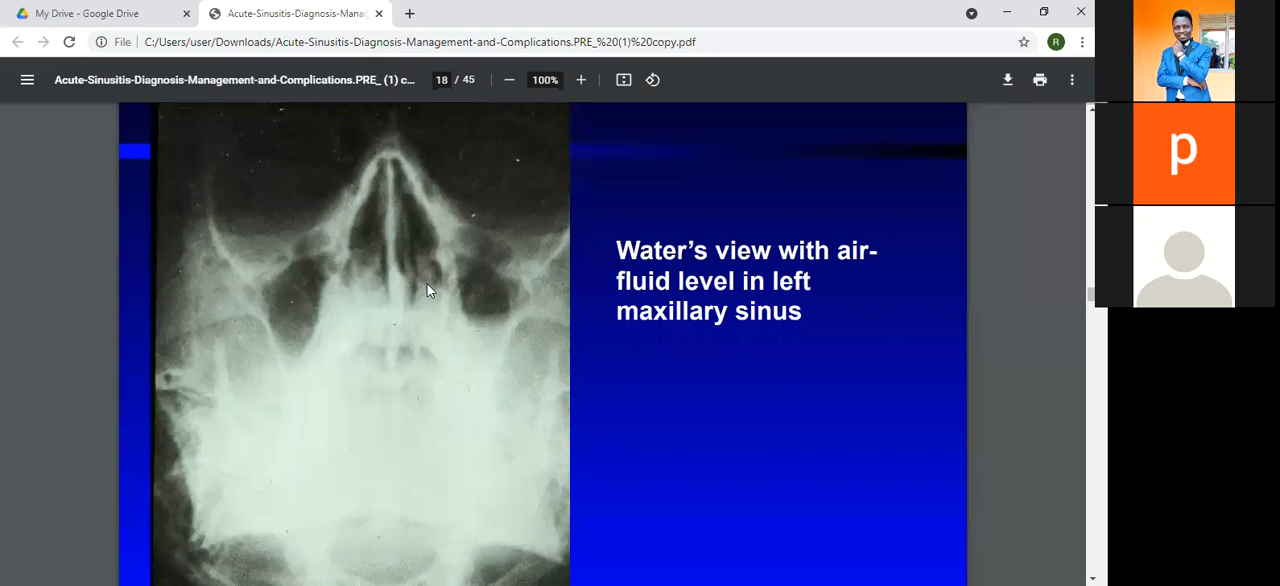 My Drive - Google Drive
Acute-Sinusitis-Diagnosis-Mana
File
C:/Users/user/Downloads/Acute-Sinusitis-Diagnosis-Management-and-Complications.PRE_%20(1)%20copy.pdf
R
Acute-Sinusitis-Diagnosis-Management-and-Complications.PRE_ (1) c...
18 / 45
100%
Water's view with air-
fluid level in left
maxillary sinus
p